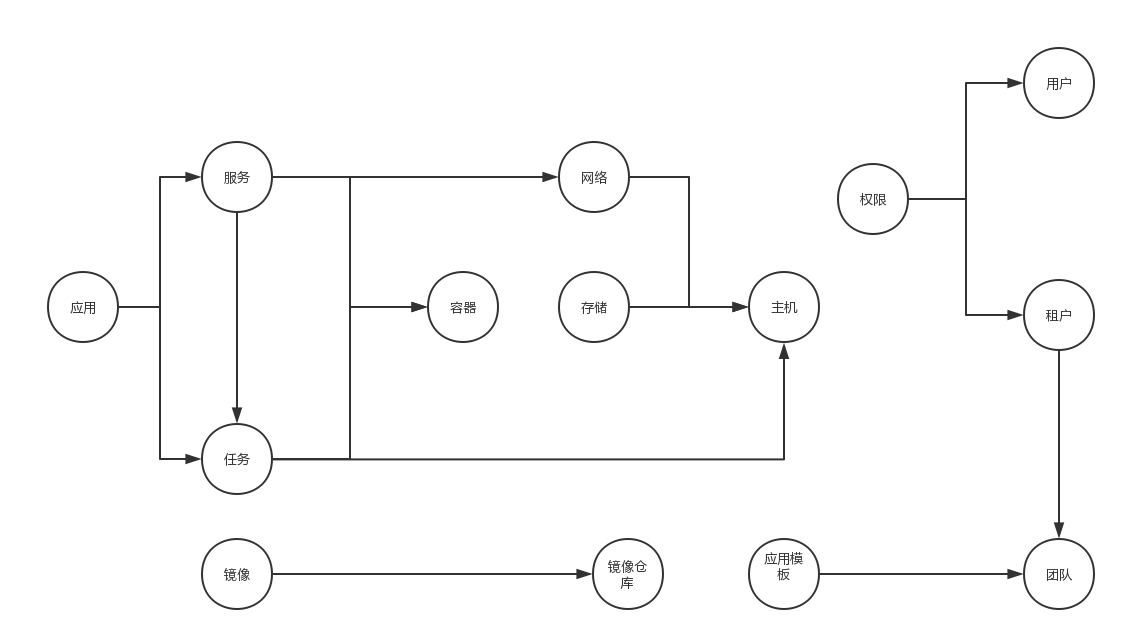 用户
服务
网络
权限
应用
容器
存储
主机
租户
任务
镜像
镜像仓
库
应用模
板
团队